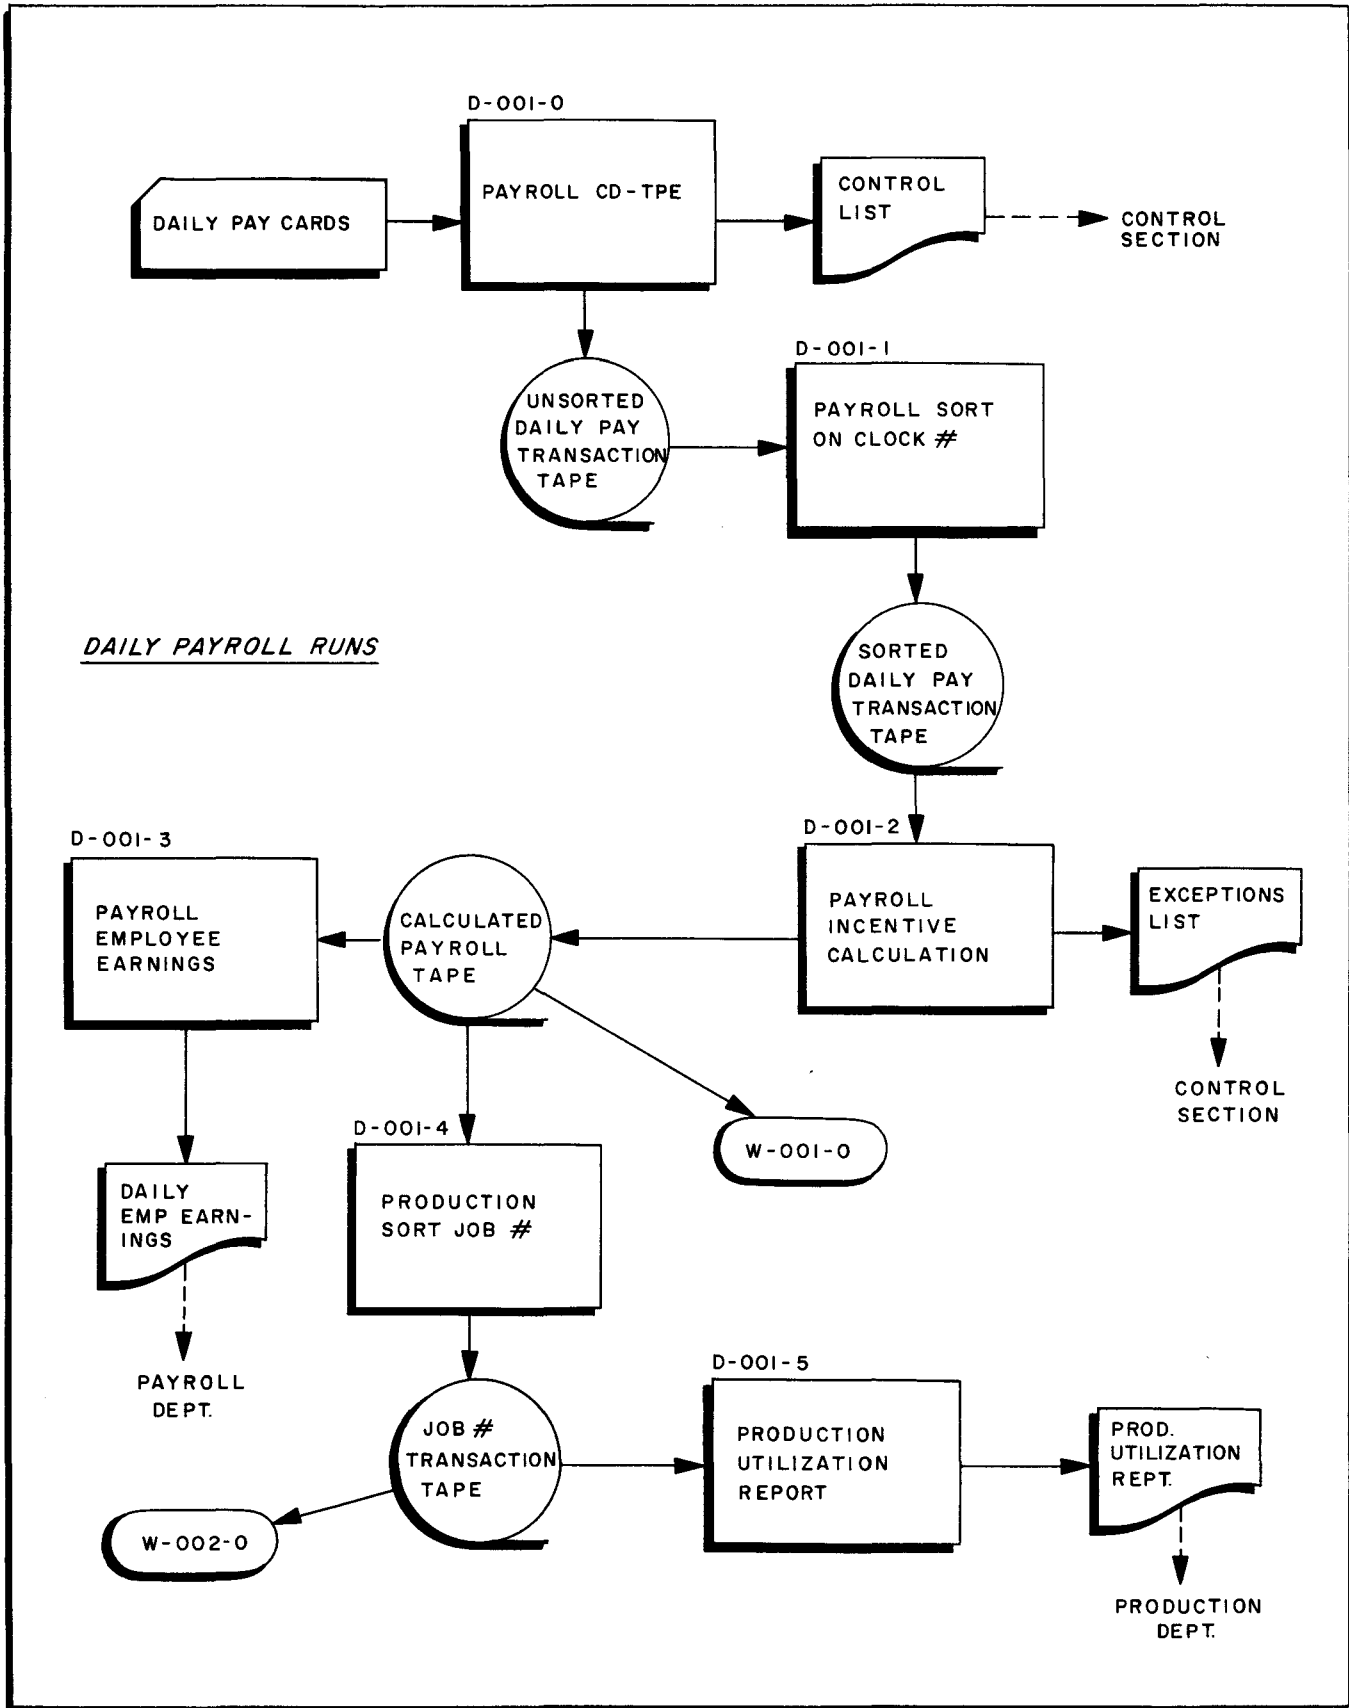 D-001-0
PAYROLL CD-TPE
DAILY PAY CARDS
CONTROL
LIST
CONTROL
SECTION
D-001-1
UNSORTED
DAILY PAY
TRANSACTION
TAPE
PAYROLL SORT
ON CLOCK #
DAILY PAYROLL RUNS
SORTED
DAILY PAY
TRANSACTION
TAPE
D-001-2
PAYROLL
INCENTIVE
CALCULATION
EXCEPTIONS
LIST
CONTROL
SECTION
D-001-3
PAYROLL
EMPLOYEE
EARNINGS
CALCULATED
PAYROLL
TAPE
W-001-0
D-001-4
PRODUCTION
SORT JOB #
DAILY
EMP EARN-
INGS
PAYROLL
DEPT.
JOB #
TRANSACTION
TAPE
W-002-0
D-001-5
PRODUCTION
UTILIZATION
REPORT
PROD.
UTILIZATION
REPT.
PRODUCTION
DEPT.